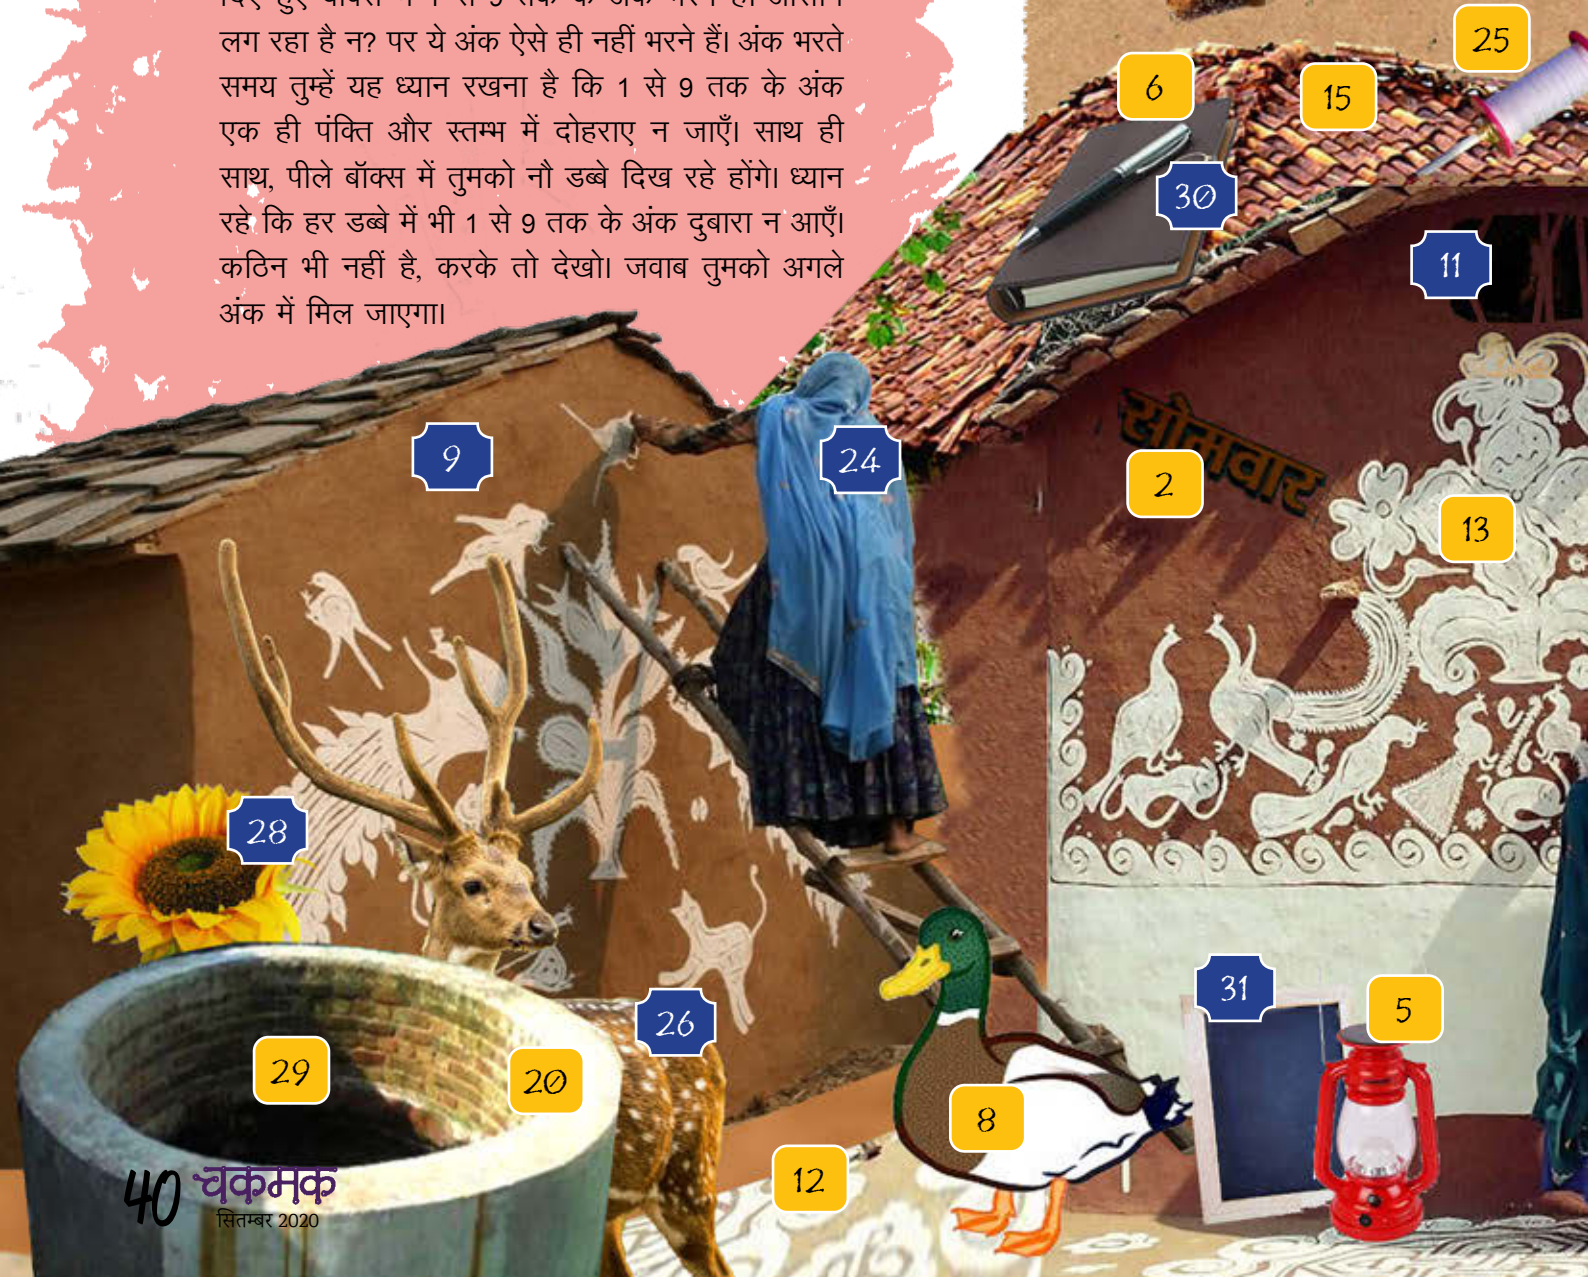 लग रहा है न? पर ये अंक ऐसे ही नहीं भरने हैं। अंक भरते
समय तुम्हें यह ध्यान रखना है कि 1 से 9 तक के अंक
एक ही पंक्ति और स्तम्भ में दोहराए न जाएँ। साथ ही
साथ, पीले बॉक्स में तुमको नौ डब्बे दिख रहे होंगे। ध्यान
रहे कि हर डब्बे में भी 1 से 9 तक के अंक दुबारा न आएँ।
कठिन भी नहीं है, करके तो देखो। जवाब तुमको अगले
अंक में मिल जाएगा।
25
6
15
30
11
9
24
सोमवार
2
13
28
31
5
26
29
20
8
12
40 चकमक
सितम्बर 2020